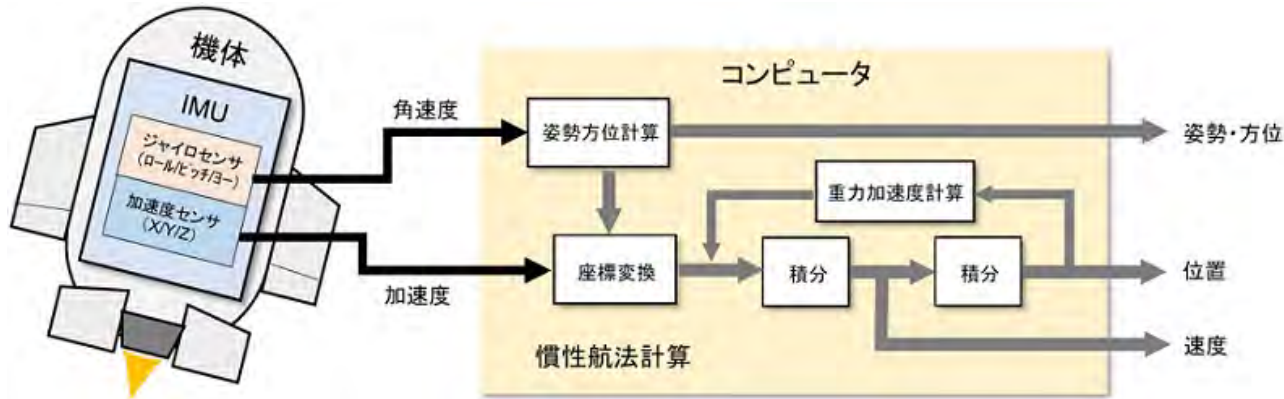 機体
IMU
ジャイロセンサ
(ロール/ピッチ/ヨー)
加速度センサ
(X/Y/Z)
角速度
加速度
コンピュータ
姿勢方位計算
姿勢・方位
重力加速度計算
座標変換
積分
積分
位置
速度
慣性航法計算